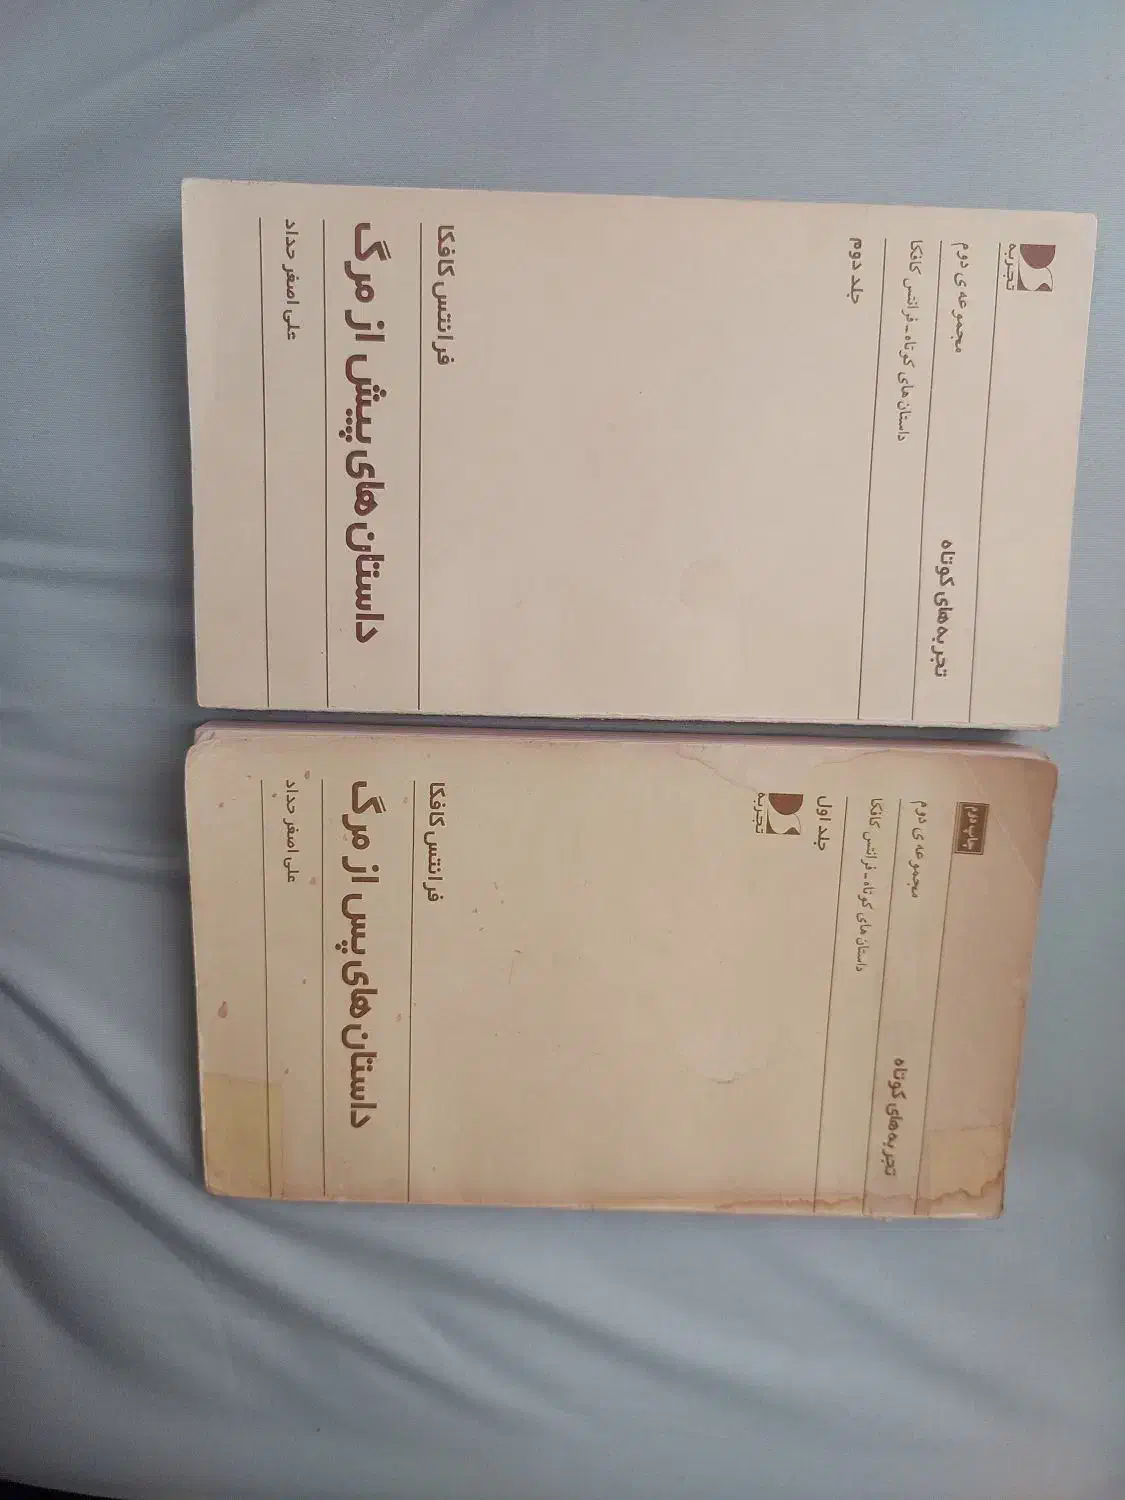 تجربه
مجموعه ی دوم
تجربه های کوتاه
داستان های کوتاه - فرانتس کافکا
جلد دوم
فرانتس کافکا
داستان های پیش از مرگ
علی اصغر حداد
چاپ دوم
مجموعه ی دوم
تجربه های کوتاه
داستان های کوتاه - فرانتس کافکا
جلد اول
تجربه
فرانتس کافکا
داستان های پس از مرگ
علی اصغر حداد